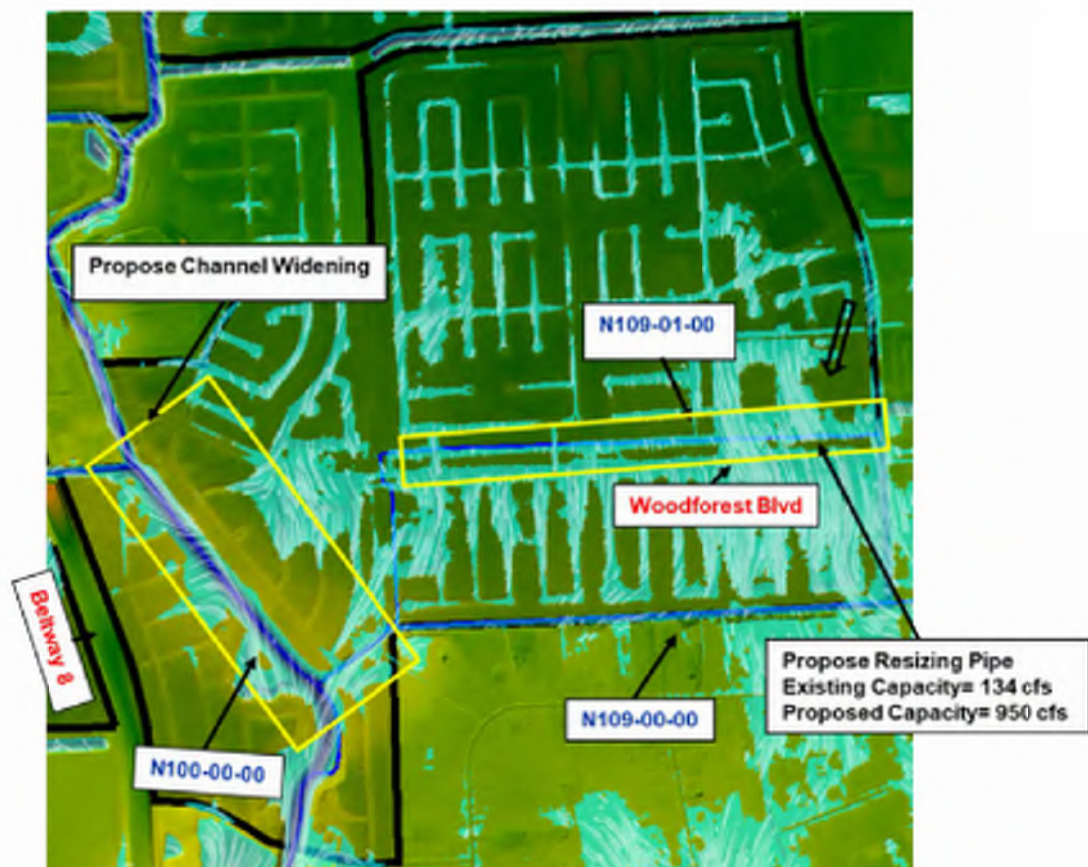 Propose Channel Widening
N109-01-00
Woodforest Blvd
Beltway 8
Propose Resizing Pipe
Existing Capacity= 134 cfs
Proposed Capacity= 950 cfs
N109-00-00
N100-00-00